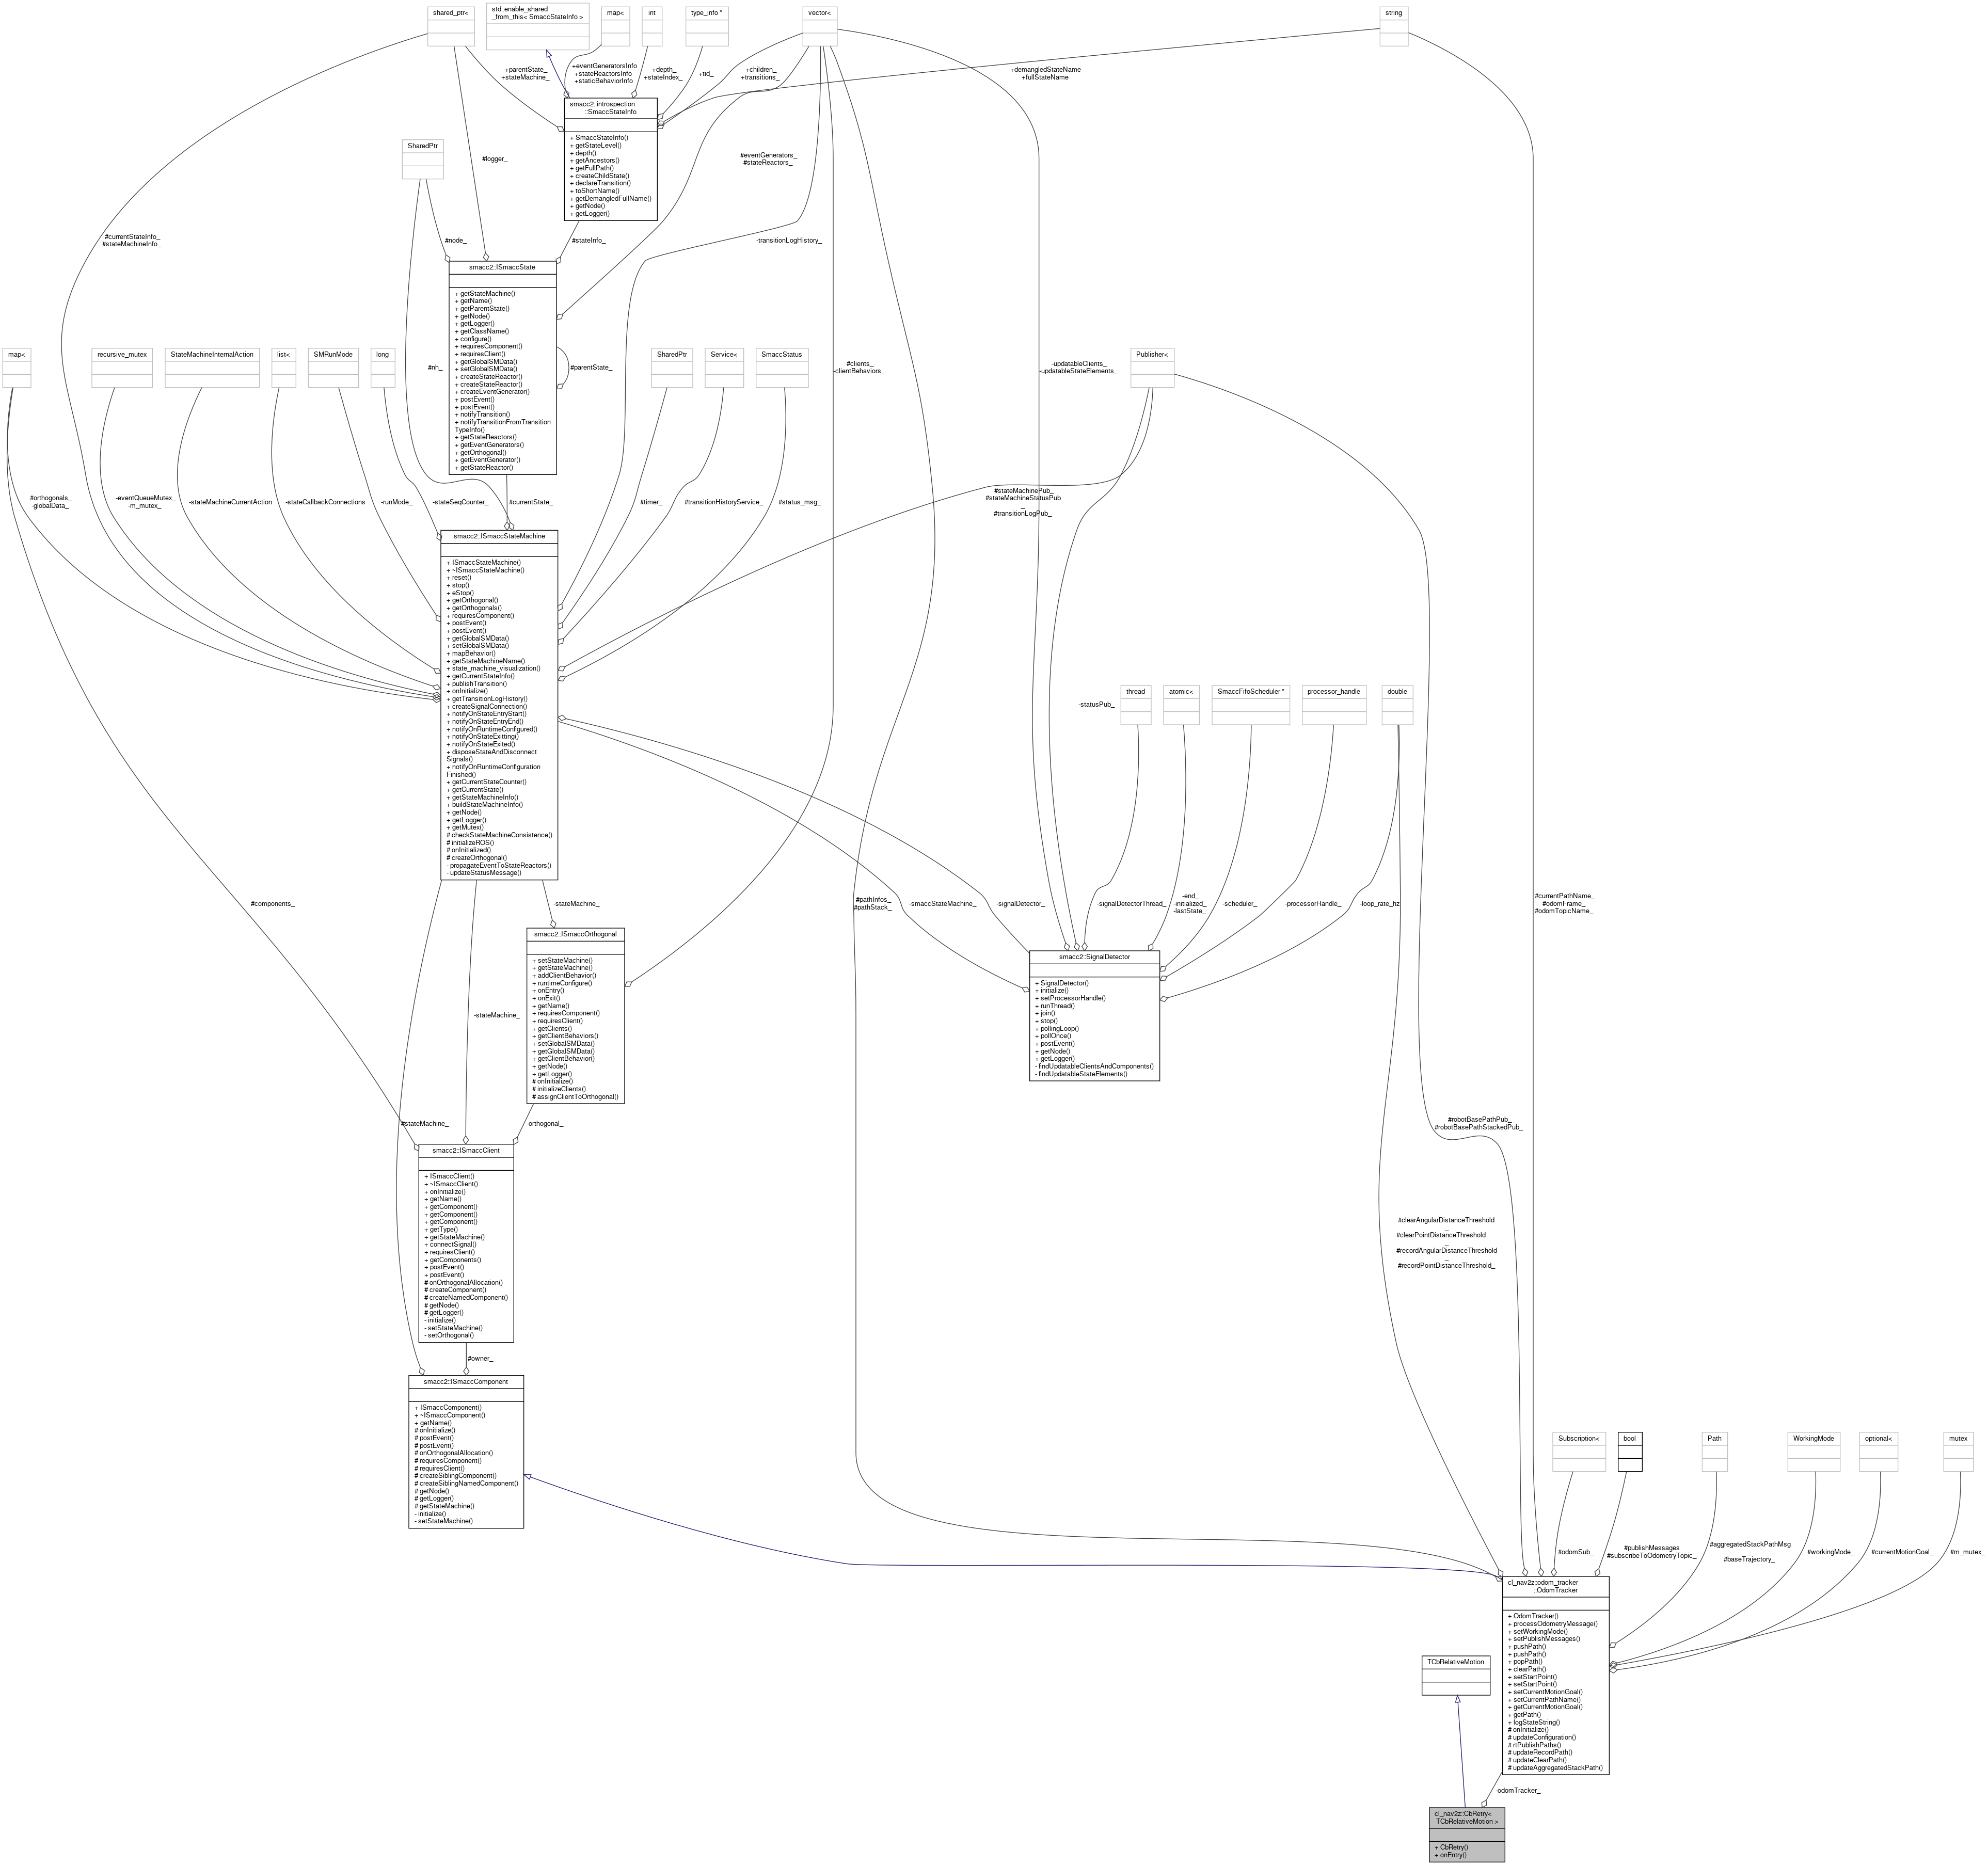 shared_ptr<
std::enable_shared
_from_this< SmaccStateInfo >
map<
int
type_info *
vector<
string
+parentState_
+stateMachine_
+eventGeneratorsInfo
+stateReactorsInfo
+staticBehaviorInfo
+depth_
+stateIndex_
+tid_
+children_
+transitions_
+demangledStateName
+fullStateName
smacc2::introspection
::SmaccStateInfo
+ SmaccStateInfo()
+ getStateLevel()
+ depth()
+ getAncestors()
+ getFullPath()
+ createChildState()
+ declareTransition()
+ toShortName()
+ getDemangledFullName()
+ getNode()
+ getLogger()
SharedPtr
#logger_
#eventGenerators_
#stateReactors_
#currentStateInfo_
#stateMachineInfo_
#node_
#stateInfo_
-transitionLogHistory_
smacc2::ISmaccState
+ getStateMachine()
+ getName()
+ getParentState()
+ getNode()
+ getLogger()
+ getClassName()
+ configure()
+ requiresComponent()
+ requiresClient()
+ getGlobalSMData()
+ setGlobalSMData()
+ createStateReactor()
+ createStateReactor()
+ createEventGenerator()
+ postEvent()
+ postEvent()
+ notifyTransition()
+ notifyTransitionFromTransition
TypeInfo()
+ getStateReactors()
+ getEventGenerators()
+ getOrthogonal()
+ getEventGenerator()
+ getStateReactor()
map<
recursive_mutex
StateMachineInternalAction
list<
SMRunMode
long
#nh_
#parentState_
SharedPtr
Service<
SmaccStatus
#clients_
-clientBehaviors_
-updatableClients_
-updatableStateElements_
Publisher<
#orthogonals_
-globalData_
-eventQueueMutex_
-m_mutex_
-stateMachineCurrentAction
-stateCallbackConnections
-runMode_
-stateSeqCounter_
#currentState_
#timer_
#transitionHistoryService_
#status_msg_
#stateMachinePub_
#stateMachineStatusPub
_
#transitionLogPub_
smacc2::ISmaccStateMachine
+ ISmaccStateMachine()
+ ~ISmaccStateMachine()
+ reset()
+ stop()
+ eStop()
+ getOrthogonal()
+ getOrthogonals()
+ requiresComponent()
+ postEvent()
+ postEvent()
+ getGlobalSMData()
+ setGlobalSMData()
+ mapBehavior()
+ getStateMachineName()
+ state_machine_visualization()
+ getCurrentStateInfo()
+ publishTransition()
+ onInitialize()
+ getTransitionLogHistory()
+ createSignalConnection()
+ notifyOnStateEntryStart()
+ notifyOnStateEntryEnd()
+ notifyOnRuntimeConfigured()
+ notifyOnStateExitting()
+ notifyOnStateExited()
+ disposeStateAndDisconnect
Signals()
+ notifyOnRuntimeConfiguration
Finished()
+ getCurrentStateCounter()
+ getCurrentState()
+ getStateMachineInfo()
+ buildStateMachineInfo()
+ getNode()
+ getLogger()
+ getMutex()
# checkStateMachineConsistence()
# initializeROS()
# onInitialized()
# createOrthogonal()
- propagateEventToStateReactors()
- updateStatusMessage()
-statusPub_
thread
atomic<
SmaccFifoScheduler *
processor_handle
double
#components_
-stateMachine_
#pathInfos_
#pathStack_
-smaccStateMachine_
-signalDetector_
-signalDetectorThread_
-end_
-initialized_
-lastState_
-scheduler_
-processorHandle_
-loop_rate_hz
#currentPathName_
#odomFrame_
#odomTopicName_
smacc2::ISmaccOrthogonal
+ setStateMachine()
+ getStateMachine()
+ addClientBehavior()
+ runtimeConfigure()
+ onEntry()
+ onExit()
+ getName()
+ requiresComponent()
+ requiresClient()
+ getClients()
+ getClientBehaviors()
+ setGlobalSMData()
+ getGlobalSMData()
+ getClientBehavior()
+ getNode()
+ getLogger()
# onInitialize()
# initializeClients()
# assignClientToOrthogonal()
smacc2::SignalDetector
+ SignalDetector()
+ initialize()
+ setProcessorHandle()
+ runThread()
+ join()
+ stop()
+ pollingLoop()
+ pollOnce()
+ postEvent()
+ getNode()
+ getLogger()
- findUpdatableClientsAndComponents()
- findUpdatableStateElements()
-stateMachine_
#stateMachine_
-orthogonal_
#robotBasePathPub_
#robotBasePathStackedPub_
smacc2::ISmaccClient
+ ISmaccClient()
+ ~ISmaccClient()
+ onInitialize()
+ getName()
+ getComponent()
+ getComponent()
+ getComponent()
+ getType()
+ getStateMachine()
+ connectSignal()
+ requiresClient()
+ getComponents()
+ postEvent()
+ postEvent()
# onOrthogonalAllocation()
# createComponent()
# createNamedComponent()
# getNode()
# getLogger()
- initialize()
- setStateMachine()
- setOrthogonal()
#clearAngularDistanceThreshold
_
#clearPointDistanceThreshold
_
#recordAngularDistanceThreshold
_
#recordPointDistanceThreshold_
#owner_
smacc2::ISmaccComponent
+ ISmaccComponent()
+ ~ISmaccComponent()
+ getName()
# onInitialize()
# postEvent()
# postEvent()
# onOrthogonalAllocation()
# requiresComponent()
# requiresClient()
# createSiblingComponent()
# createSiblingNamedComponent()
# getNode()
# getLogger()
# getStateMachine()
- initialize()
- setStateMachine()
Subscription<
bool
Path
WorkingMode
optional<
mutex
#odomSub_
#publishMessages
#subscribeToOdometryTopic_
#aggregatedStackPathMsg
_
#baseTrajectory_
#workingMode_
#currentMotionGoal_
#m_mutex_
cl_nav2z::odom_tracker
::OdomTracker
+ OdomTracker()
+ processOdometryMessage()
+ setWorkingMode()
+ setPublishMessages()
+ pushPath()
+ pushPath()
+ popPath()
+ clearPath()
+ setStartPoint()
+ setStartPoint()
+ setCurrentMotionGoal()
+ setCurrentPathName()
+ getCurrentMotionGoal()
+ getPath()
+ logStateString()
# onInitialize()
# updateConfiguration()
# rtPublishPaths()
# updateRecordPath()
# updateClearPath()
# updateAggregatedStackPath()
TCbRelativeMotion
-odomTracker_
cl_nav2z::CbRetry<
TCbRelativeMotion >
+ CbRetry()
+ onEntry()